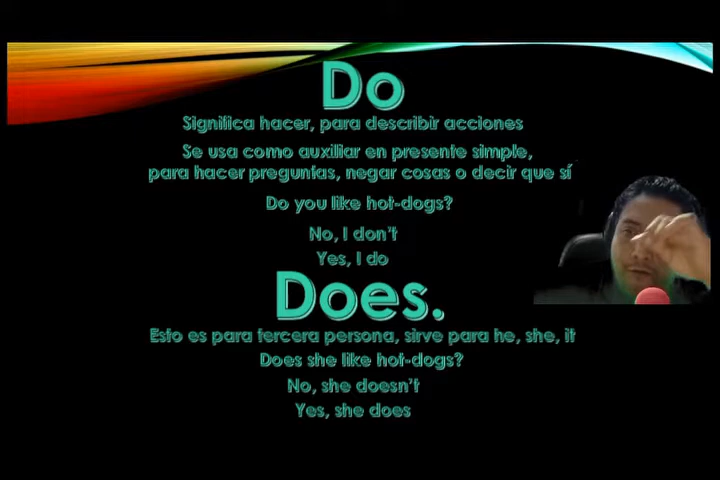 Do
Significa hacer, para describir acciones
Se usa como auxiliar en presente simple,
para hacer preguntas, negar cosas o decir que sí
Do you like hot-dogs?
No, I don't
Yes, I do
Does.
Esto es para tercera persona, sirve para he, she, it
Does she like hot-dogs?
No, she doesn't
Yes, she does